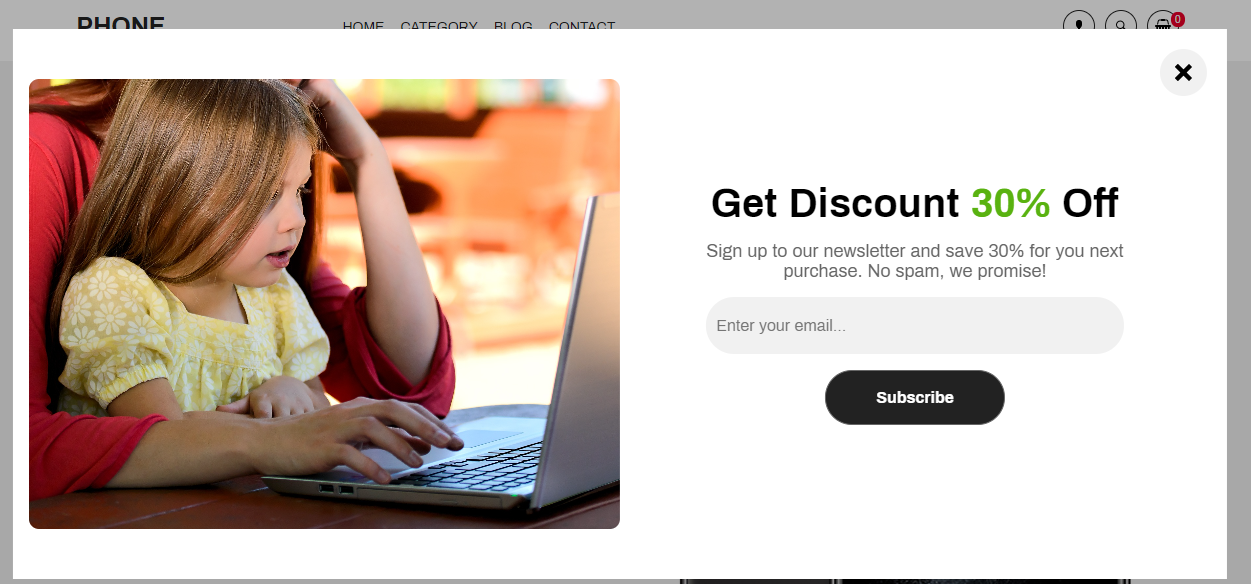 PHONE
HOME CATEGORY BLOG CONTACT
0
Get Discount 30% Off
Sign up to our newsletter and save 30% for you next
purchase. No spam, we promise!
Enter your email...
Subscribe